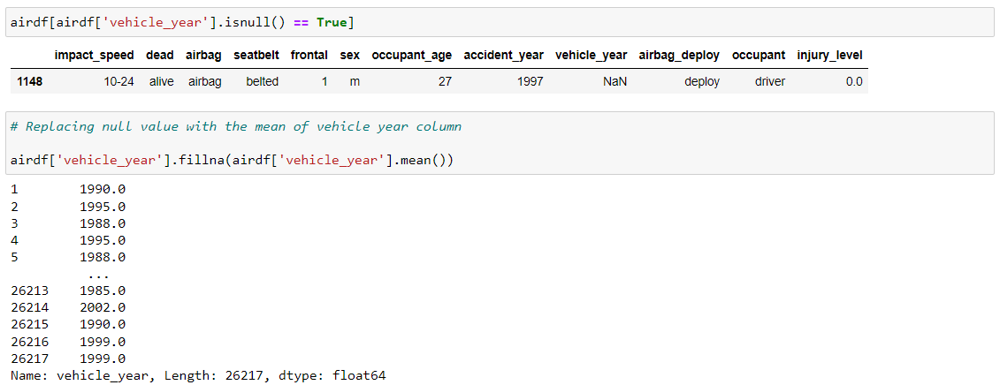 airdf[airdf['vehicle_year'].isnull() == True]
impact_speed dead airbag seatbelt frontal sex occupant_age accident_year vehicle_year airbag_deploy occupant injury_level
1148 10-24 alive airbag belted 1 m 27 1997 NaN deploy driver 0.0
# Replacing null value with the mean of vehicle year column
airdf['vehicle_year'].fillna(airdf['vehicle_year'].mean())
1 1990.0
2 1995.0
3 1988.0
4 1995.0
5 1988.0
...
26213 1985.0
26214 2002.0
26215 1990.0
26216 1999.0
26217 1999.0
Name: vehicle_year, Length: 26217, dtype: float64